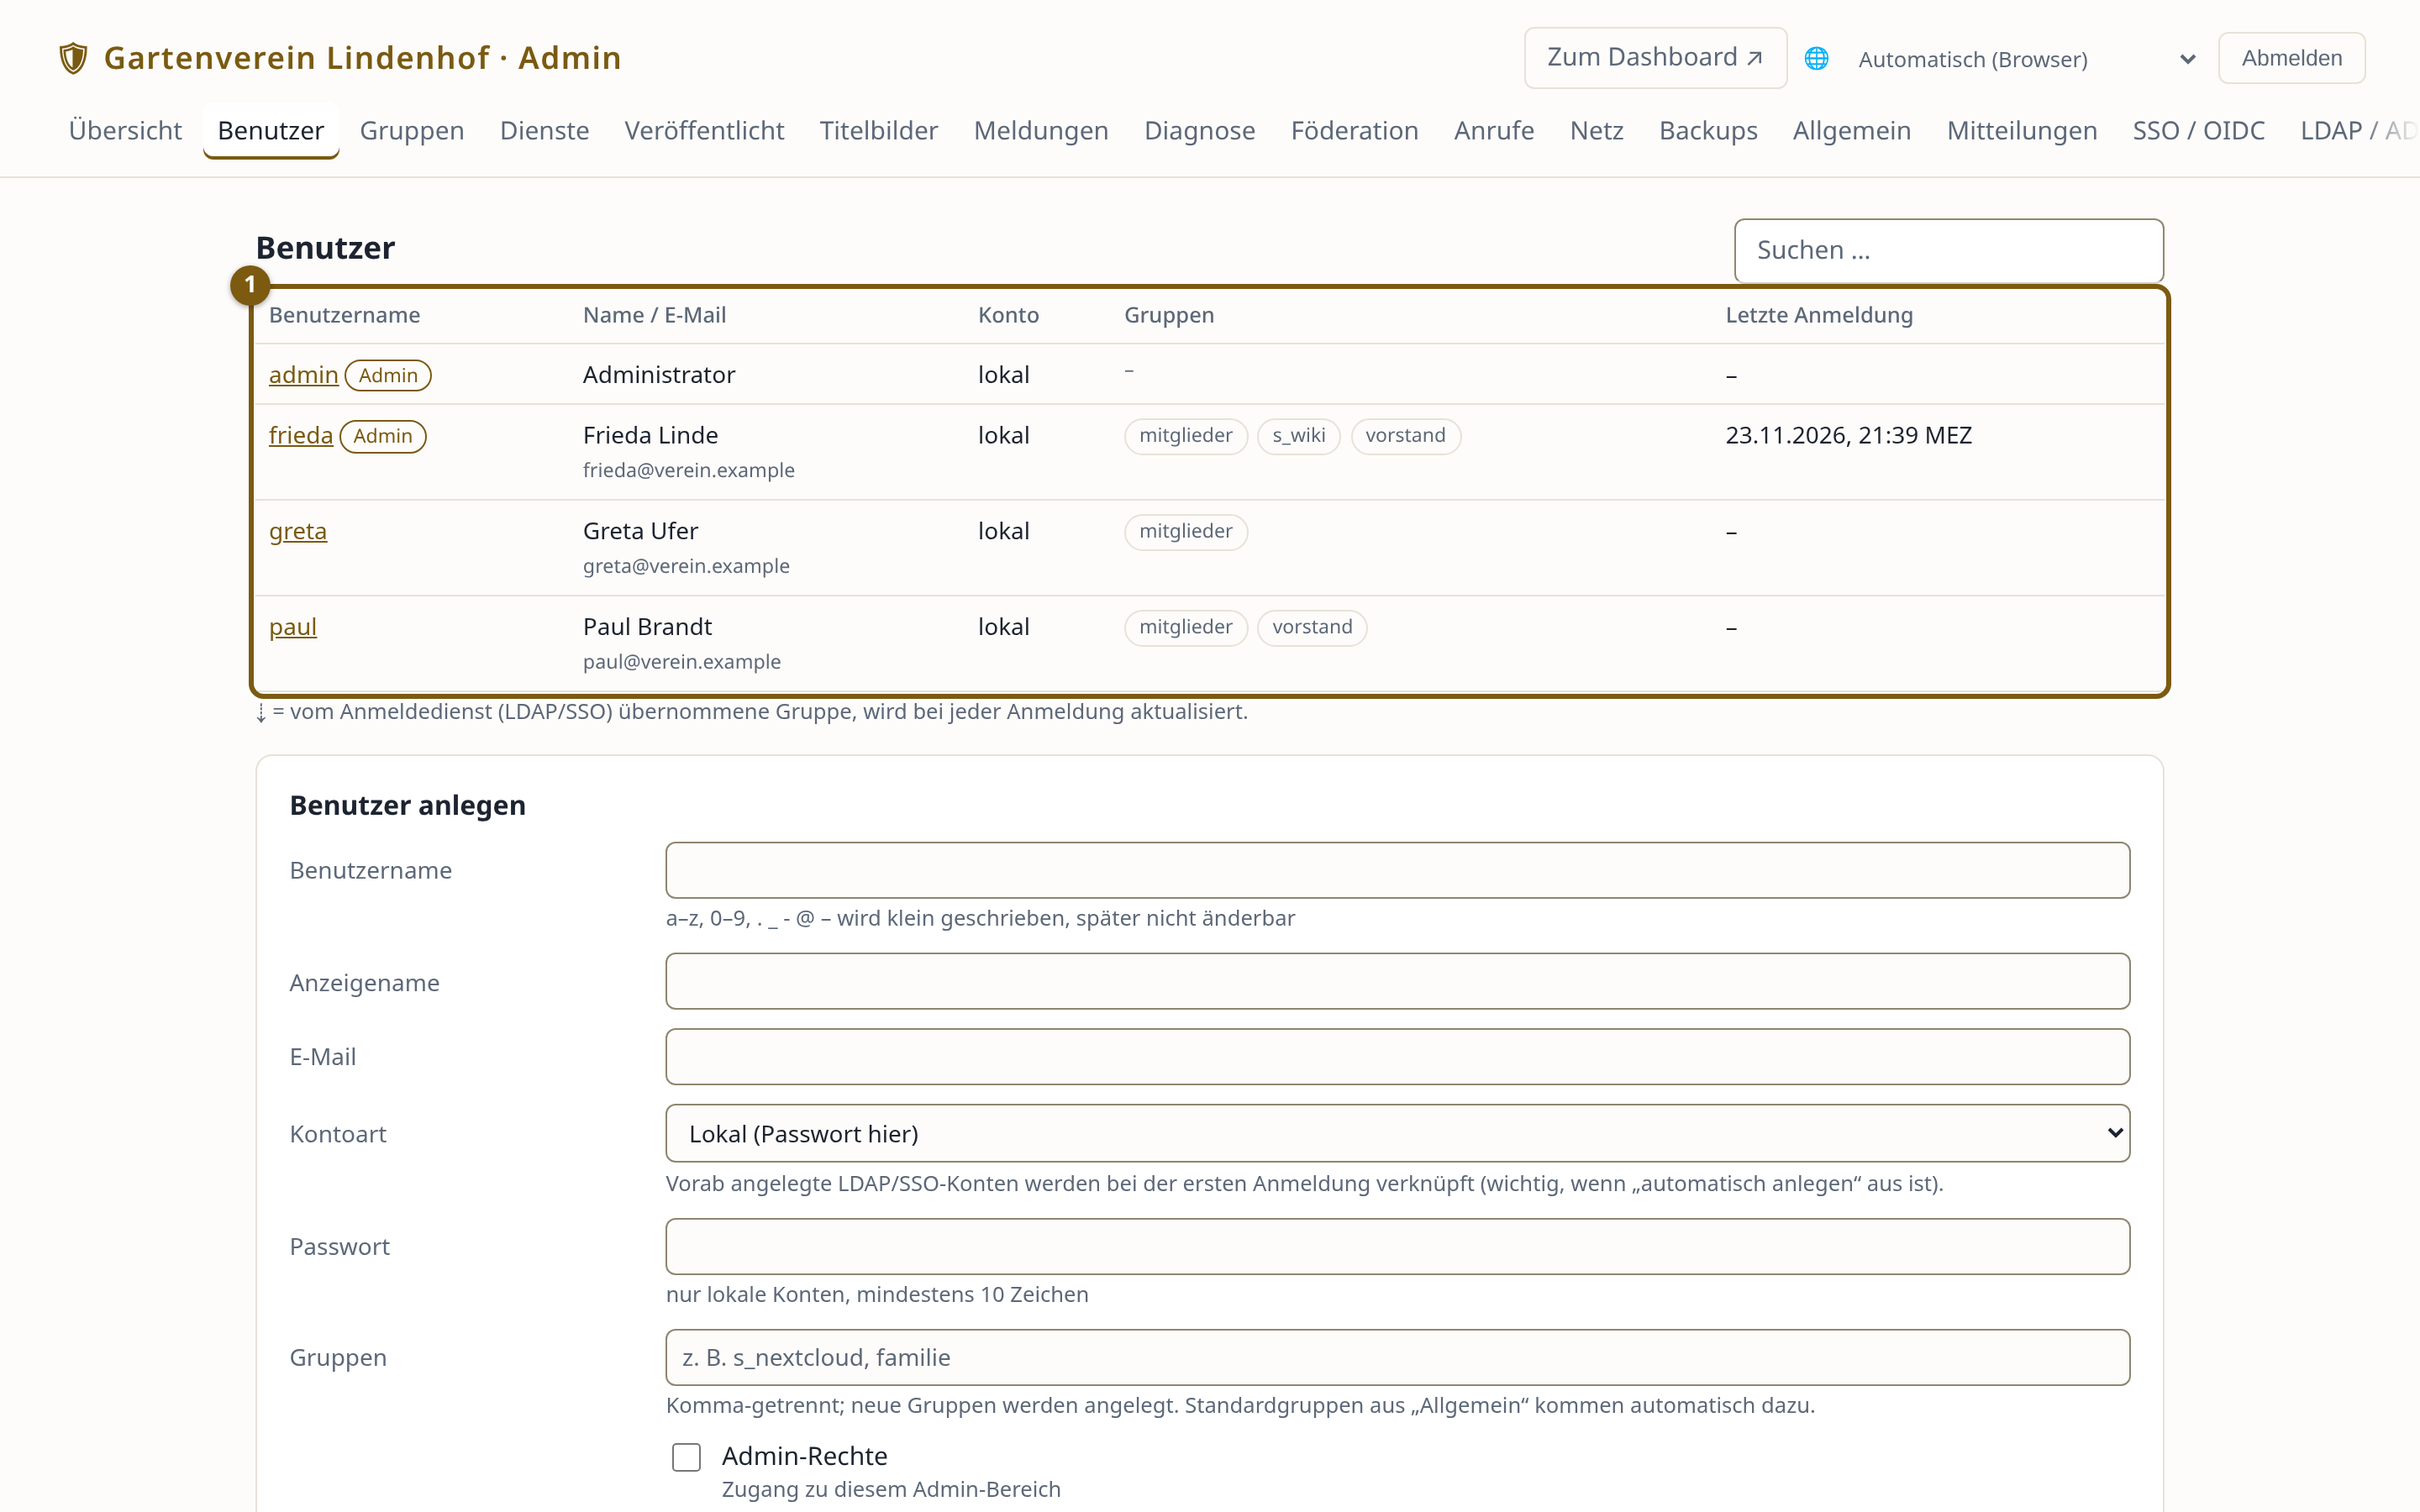 Gartenverein Lindenhof · Admin
Zum Dashboard ↗ Automatisch (Browser) Abmelden
Übersicht Benutzer Gruppen Dienste Veröffentlicht Titelbilder Meldungen Diagnose Föderation Anrufe Netz Backups Allgemein Mitteilungen SSO / OIDC LDAP / AD
Benutzer
Suchen …
1
Benutzername Name / E-Mail Konto Gruppen Letzte Anmeldung
admin Admin Administrator lokal – –
frieda Admin Frieda Linde lokal mitglieder s_wiki vorstand 23.11.2026, 21:39 MEZ
frieda@verein.example
greta Greta Ufer lokal mitglieder –
greta@verein.example
paul Paul Brandt lokal mitglieder vorstand –
paul@verein.example
⇣ = vom Anmeldedienst (LDAP/SSO) übernommene Gruppe, wird bei jeder Anmeldung aktualisiert.
Benutzer anlegen
Benutzername
a–z, 0–9, . _ - @ – wird klein geschrieben, später nicht änderbar
Anzeigename
E-Mail
Kontoart Lokal (Passwort hier)
Vorab angelegte LDAP/SSO-Konten werden bei der ersten Anmeldung verknüpft (wichtig, wenn „automatisch anlegen“ aus ist).
Passwort
nur lokale Konten, mindestens 10 Zeichen
Gruppen z. B. s_nextcloud, familie
Komma-getrennt; neue Gruppen werden angelegt. Standardgruppen aus „Allgemein“ kommen automatisch dazu.
Admin-Rechte
Zugang zu diesem Admin-Bereich